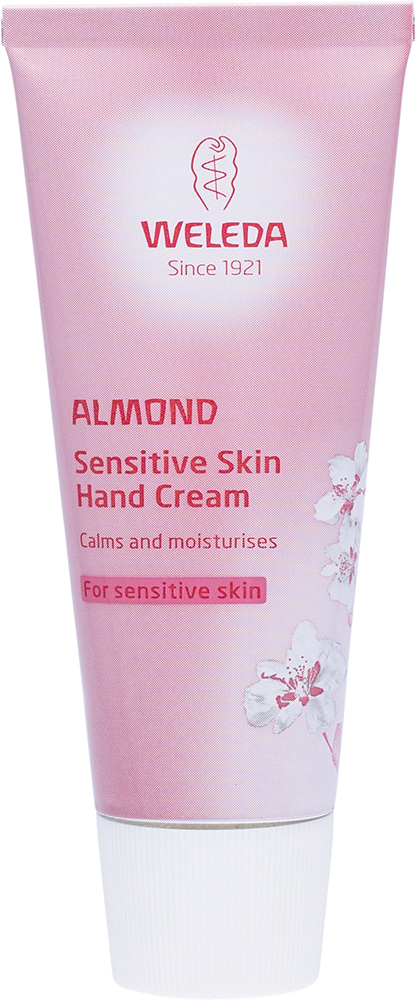 WELEDA
Since 1921
ALMOND
Sensitive Skin
Hand Cream
Calms and moisturises
For sensitive skin